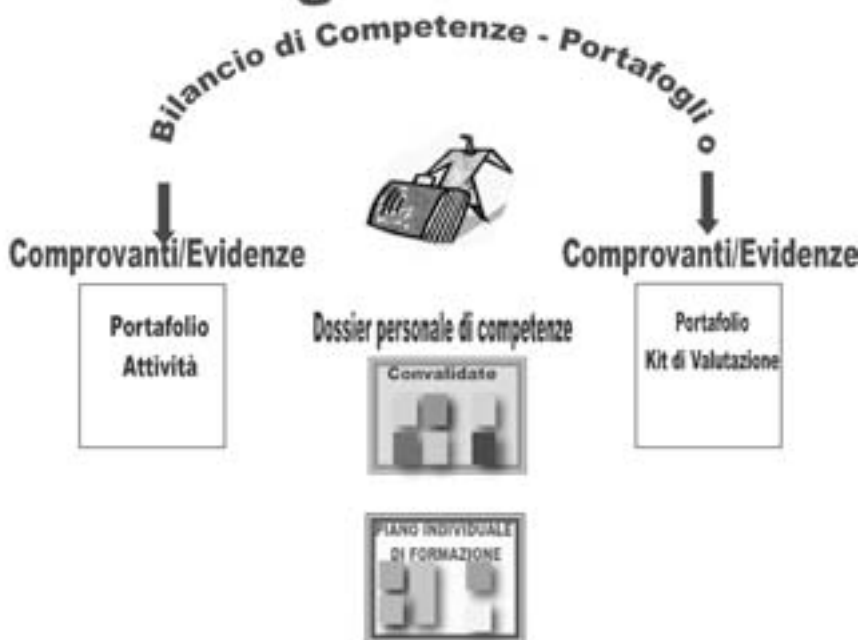 Bilancio di Competenze - Portafogli o
Comprovanti/Evidenze
Comprovanti/Evidenze
Portafolio
Attività
Dossier personale di competenze
Convalidate
Portafolio
Kit di Valutazione
PIANO INDIVIDUALE
DI FORMAZIONE